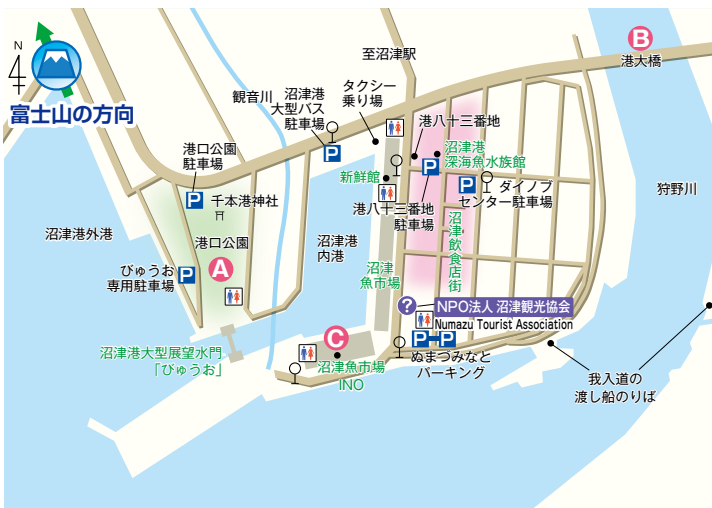 N
富士山の方向
B
港大橋
至沼津駅
観音川
沼津港
大型バス
駐車場
タクシー
乗り場
港八十三番地
沼津港
深海魚水族館
港口公園
駐車場
P
P
P
P
新鮮館
ダイノブ
センター駐車場
狩野川
千本港神社
港八十三番地
駐車場
沼津飲食店街
沼津港外港
港口公園
A
沼津港
内港
びゅうお
専用駐車場
P
沼津
魚市場
?
NPO法人 沼津観光協会
Numazu Tourist Association
C
P
P
沼津港大型展望水門
「びゅうお」
沼津魚市場
INO
ぬまづみなと
パーキング
我入道の
渡し船のりば